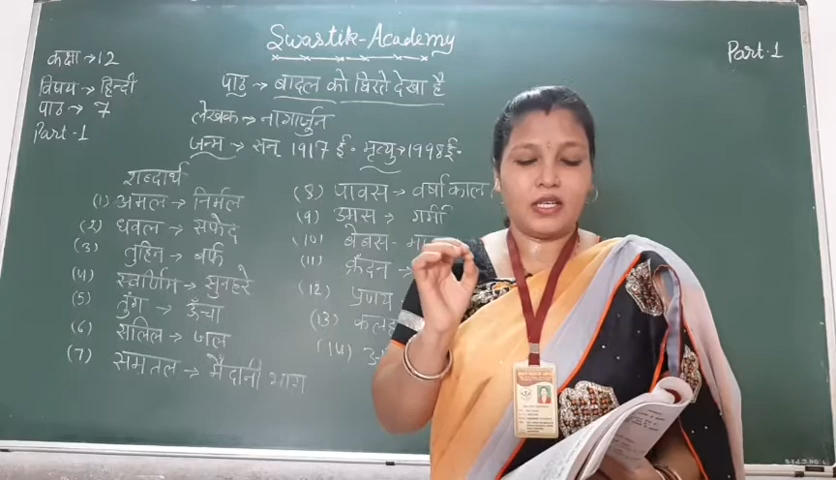 Swastik-Academy
Part-1
कक्षा → 12
विषय → हिन्दी
पाठ → 7
Part-1
पाठ → बादल को घिरते देखा है
लेखक → नागार्जुन
जन्म → सन् 1917 ई॰ मृत्यु → 1998 ई॰
शब्दार्थ
(1) अमल → निर्मल
(2) धवल → सफेद
(3) तुहिन → बर्फ
(4) स्वर्णिम → सुनहरे
(5) तुंग → ऊँचा
(6) सलिल → जल
(7) समतल → मैदानी भाग
(8) पावस → वर्षाकाल
(9) उमस → गर्मी
(10) बेबस -
(11) क्रंदन →
(12) प्रणय
(13)
(14)